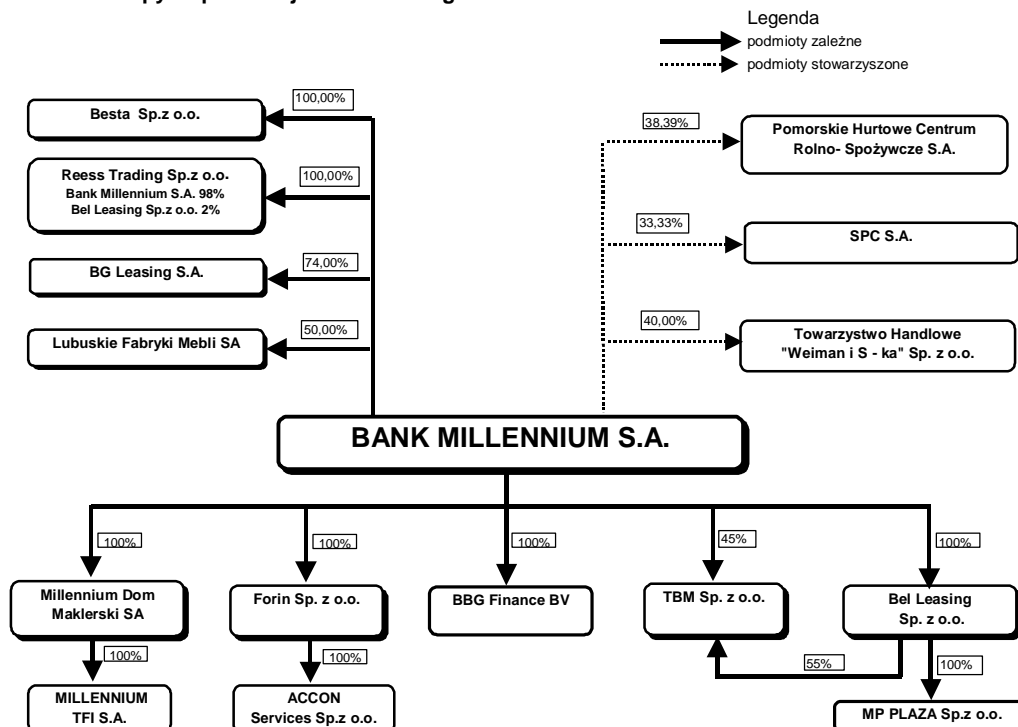 Legenda
podmioty zależne
podmioty stowarzyszone
100,00%
Besta Sp.z o.o.
38,39%
Pomorskie Hurtowe Centrum
Rolno- Spożywcze S.A.
Reess Trading Sp.z o.o.
Bank Millennium S.A. 98%
Bel Leasing Sp.z o.o. 2%
100,00%
33,33%
SPC S.A.
BG Leasing S.A.
74,00%
Lubuskie Fabryki Mebli SA
50,00%
40,00%
Towarzystwo Handlowe
"Weiman i S - ka" Sp. z o.o.
BANK MILLENNIUM S.A.
100%
100%
100%
45%
100%
Millennium Dom
Maklerski SA
Forin Sp. z o.o.
BBG Finance BV
TBM Sp. z o.o.
Bel Leasing
Sp. z o.o.
100%
100%
55%
100%
MILLENNIUM
TFI S.A.
ACCON
Services Sp.z o.o.
MP PLAZA Sp.z o.o.